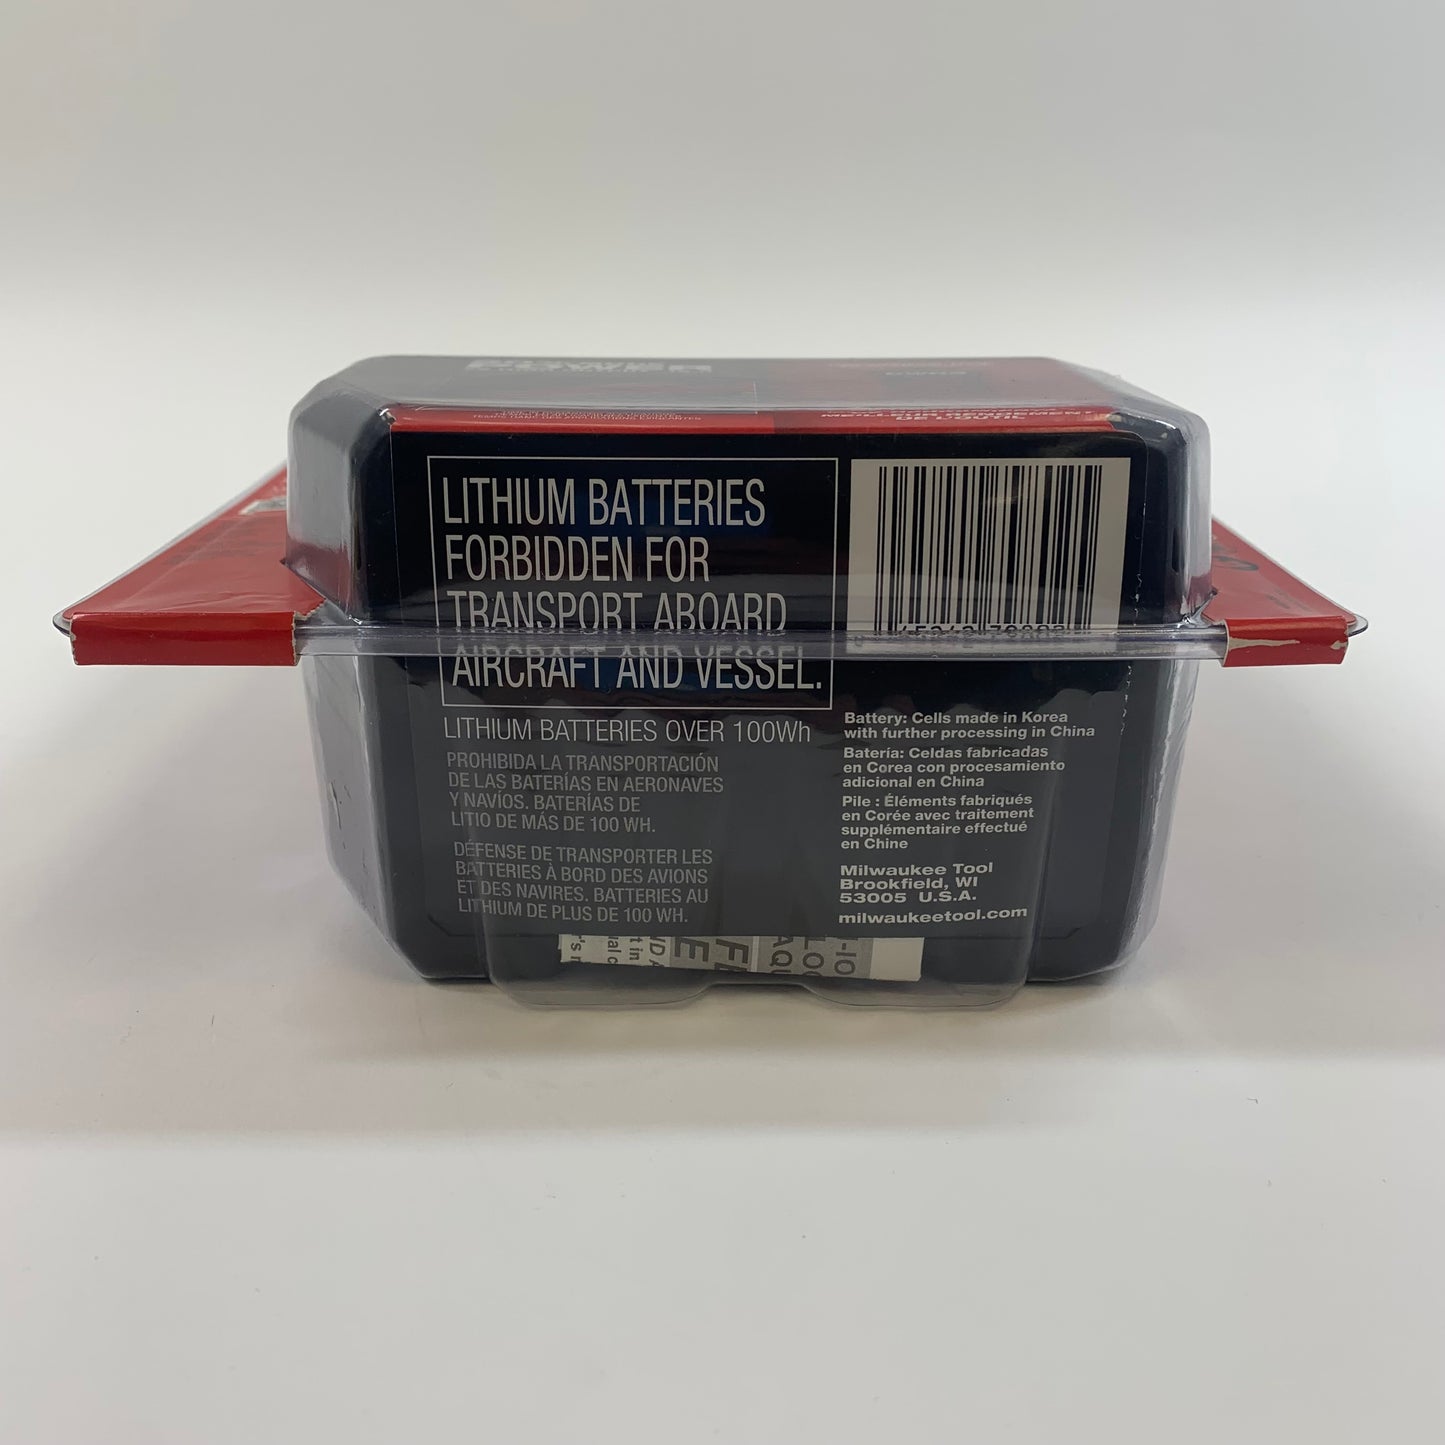 LITHIUM BATTERIES
FORBIDDEN FOR
TRANSPORT ABOARD
AIRCRAFT AND VESSEL.
LITHIUM BATTERIES OVER 100Wh
PROHIBIDA LA TRANSPORTACIÓN
DE LAS BATERÍAS EN AERONAVES
Y NAVÍOS. BATERÍAS DE
LITIO DE MÁS DE 100 WH.
DÉFENSE DE TRANSPORTER LES
BATTERIES À BORD DES AVIONS
ET DES NAVIRES. BATTERIES AU
LITHIUM DE PLUS DE 100 WH.
Battery: Cells made in Korea
with further processing in China
Batería: Celdas fabricadas
en Corea con procesamiento
adicional en China
Pile : Éléments fabriqués
en Corée avec traitement
supplémentaire effectué
en Chine
Milwaukee Tool
Brookfield, WI
53005 U.S.A.
milwaukeetool.com